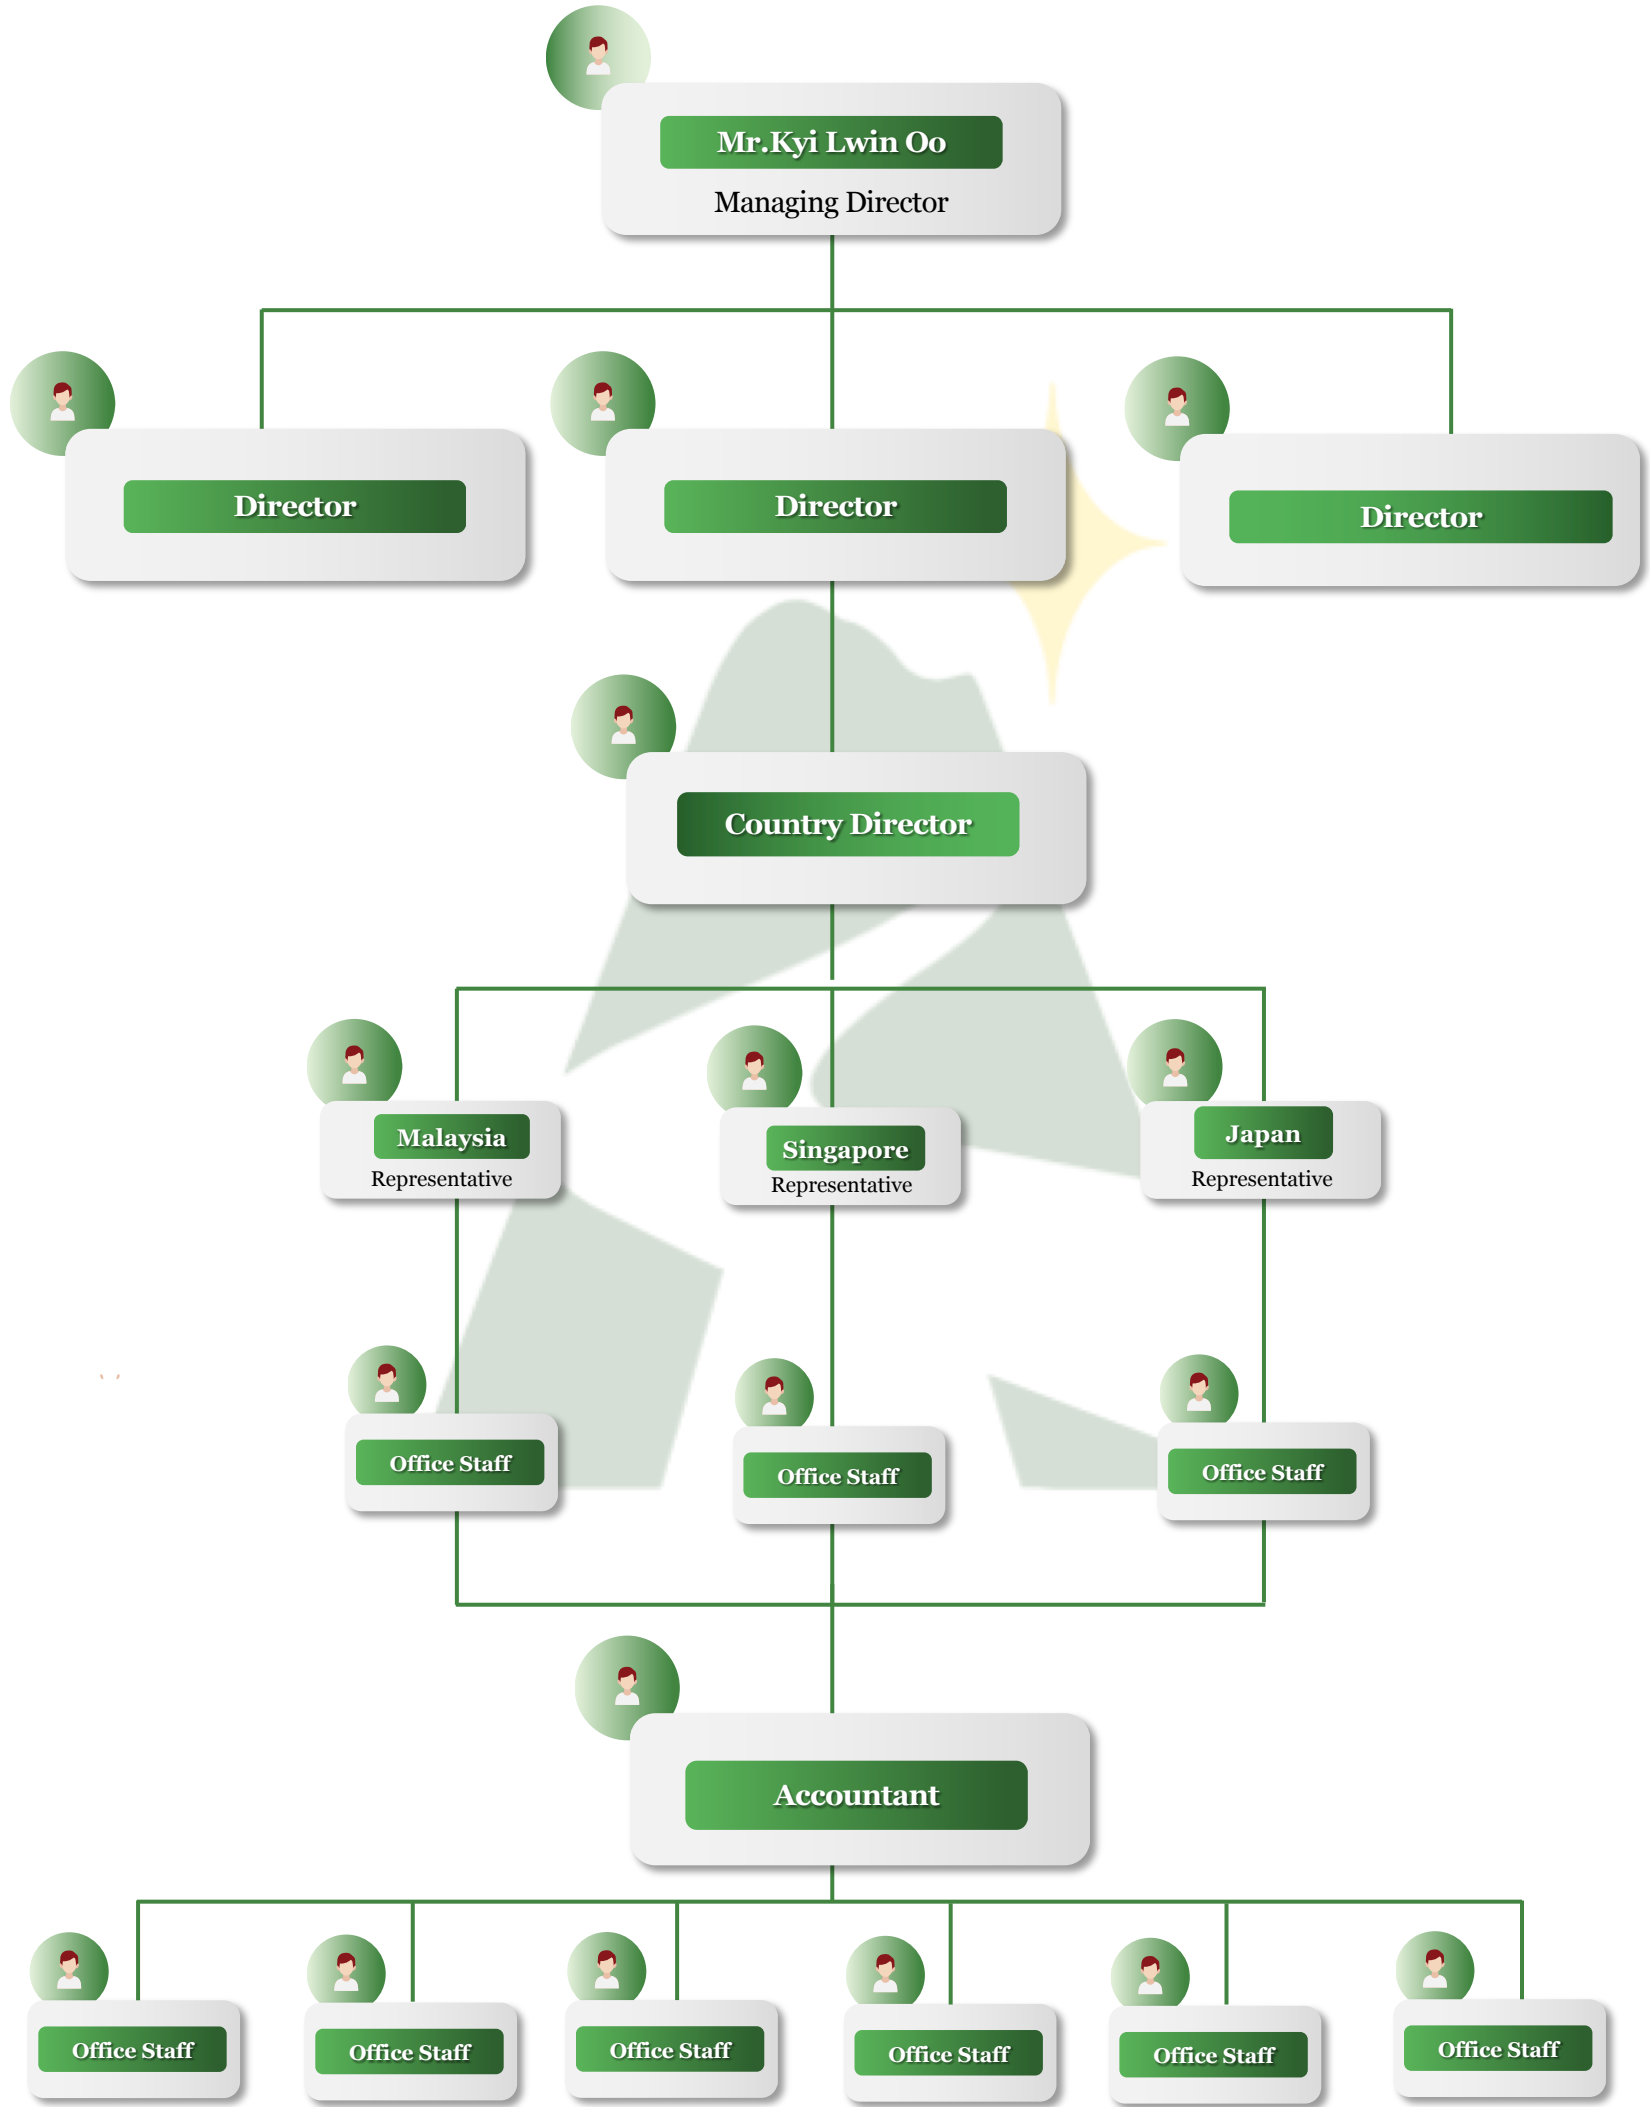 Mr.Kyi Lwin Oo
Managing Director
Director
Director
Director
Country Director
Malaysia
Representative
Singapore
Representative
Japan
Representative
Office Staff
Office Staff
Office Staff
Accountant
Office Staff
Office Staff
Office Staff
Office Staff
Office Staff
Office Staff